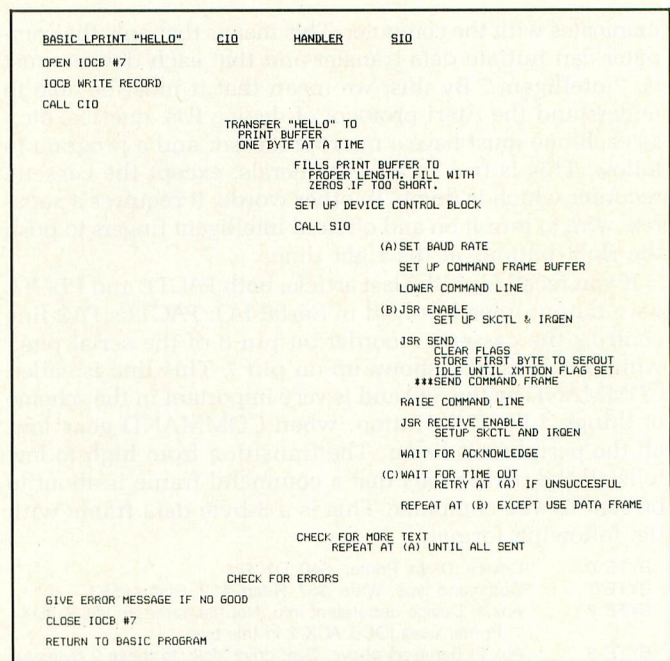 BASIC LPRINT "HELLO" CIO HANDLER SIO
OPEN IOCB #7
IOCB WRITE RECORD
CALL CIO
TRANSFER "HELLO" TO
PRINT BUFFER
ONE BYTE AT A TIME
FILLS PRINT BUFFER TO
PROPER LENGTH. FILL WITH
ZEROS IF TOO SHORT.
SET UP DEVICE CONTROL BLOCK
CALL SIO
(A)SET BAUD RATE
SET UP COMMAND FRAME BUFFER
LOWER COMMAND LINE
(B)JSR ENABLE
SET UP SKCTL & IRQEN
JSR SEND
CLEAR FLAGS
STORE FIRST BYTE TO SEROUT
IDLE UNTIL XMTDON FLAG SET
***SEND COMMAND FRAME
RAISE COMMAND LINE
JSR RECEIVE ENABLE
SETUP SKCTL AND IRQEN
WAIT FOR ACKNOWLEDGE
(C)WAIT FOR TIME OUT
RETRY AT (A) IF UNSUCCESFUL
REPEAT AT (B) EXCEPT USE DATA FRAME
CHECK FOR MORE TEXT
REPEAT AT (A) UNTIL ALL SENT
CHECK FOR ERRORS
GIVE ERROR MESSAGE IF NO GOOD
CLOSE IOCB #7
RETURN TO BASIC PROGRAM